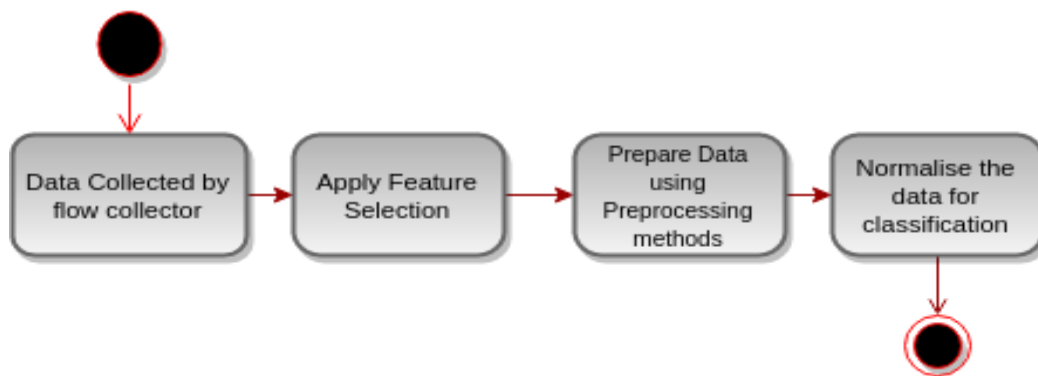 Data Collected by
flow collector
Apply Feature
Selection
Prepare Data
using
Preprocessing
methods
Normalise the
data for
classification